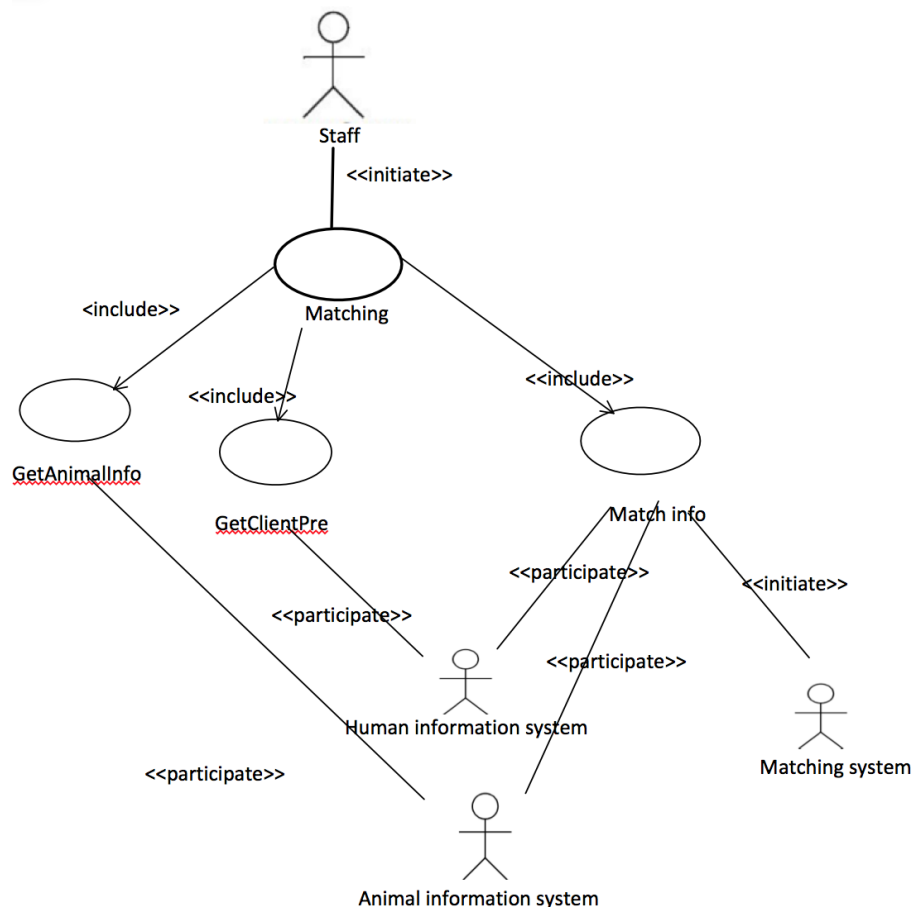 Staff
<<initiate>>
Matching
<include>>
<<include>>
<<include>>
GetAnimalInfo
GetClientPre
Match info
<<participate>>
<<initiate>>
<<participate>>
<<participate>>
Human information system
Matching system
<<participate>>
Animal information system